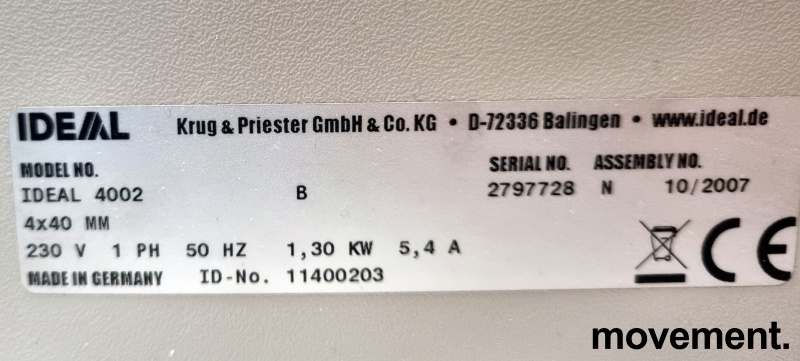 IDEAL Krug & Priester GmbH & Co. KG • D-72336 Balingen • www.ideal.de
MODEL NO. SERIAL NO. ASSEMBLY NO.
IDEAL 4002 B 2797728 N 10/2007
4x40 MM
230 V 1 PH 50 HZ 1,30 KW 5,4 A
MADE IN GERMANY ID-No. 11400203
CE
movement.